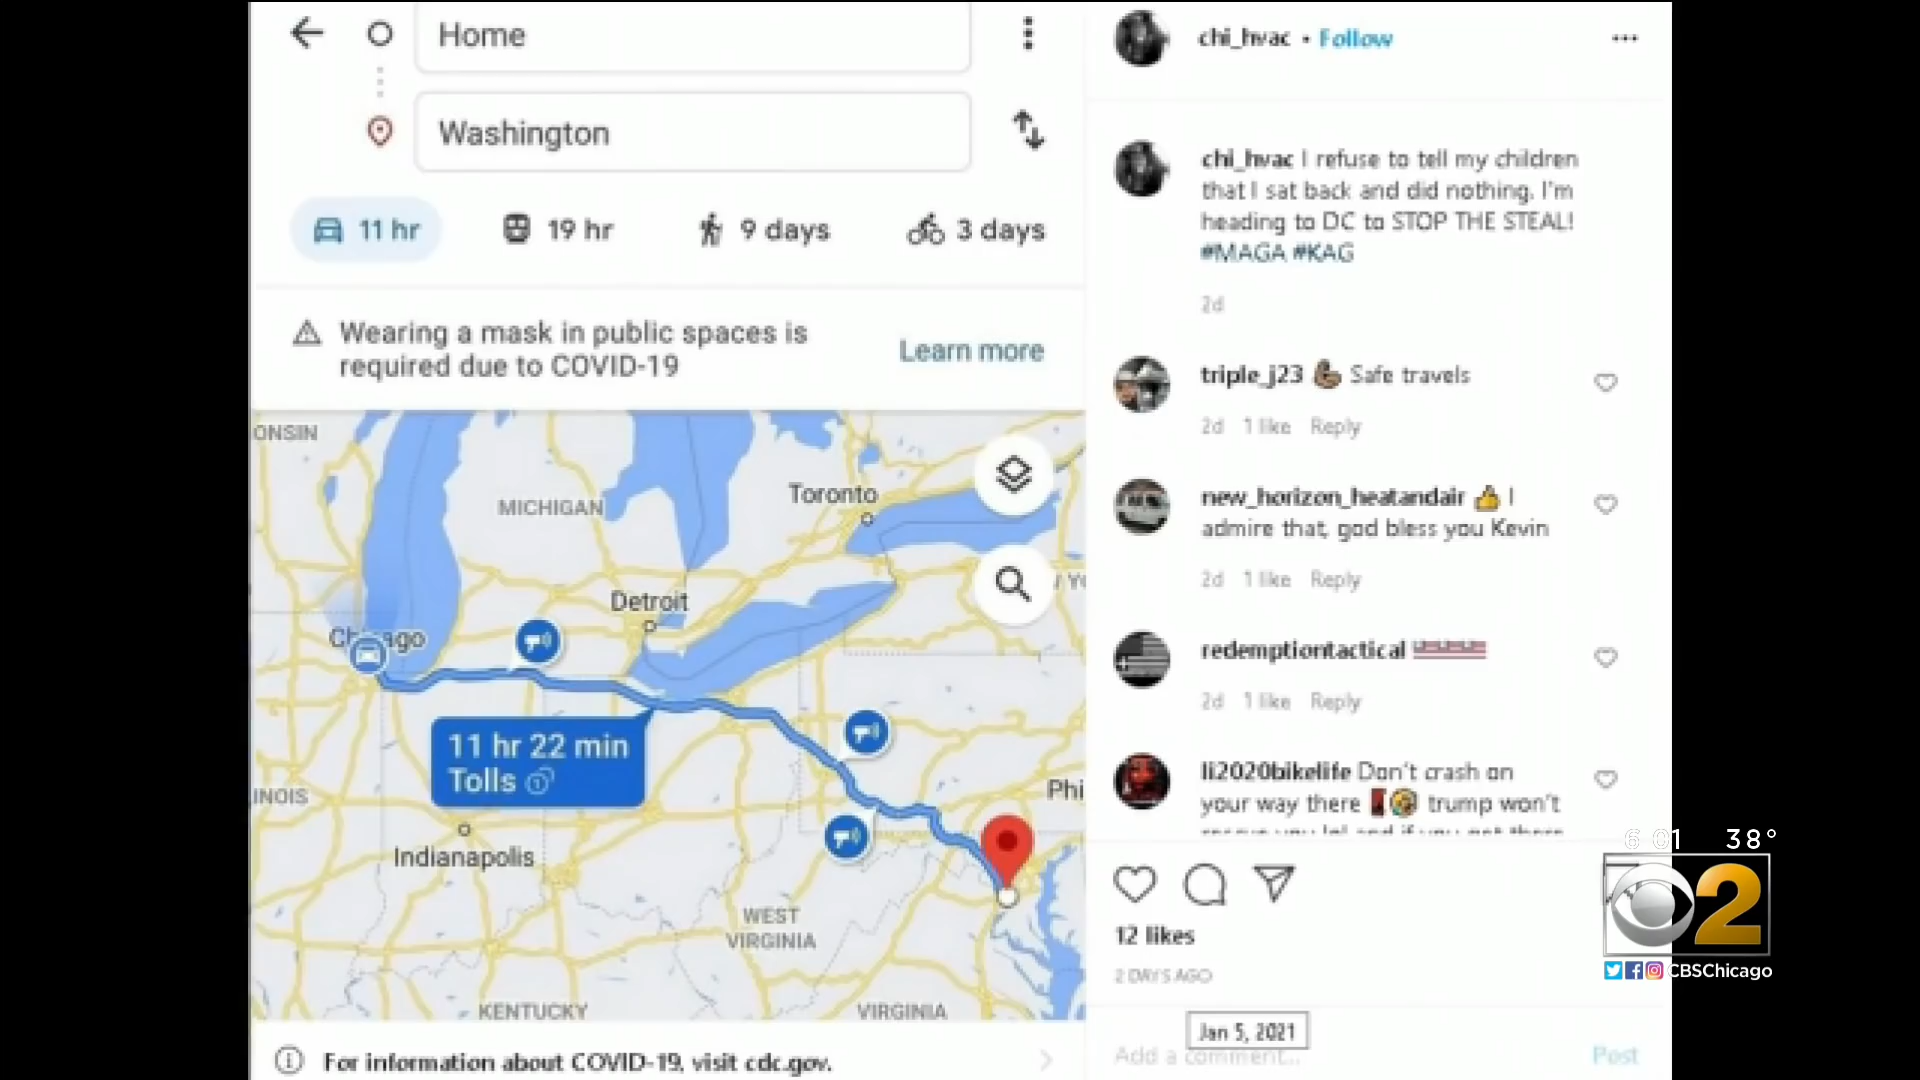 Home
Washington
11 hr
19 hr
9 days
3 days
Wearing a mask in public spaces is
required due to COVID-19
Learn more
ONSIN
MICHIGAN
Toronto
Detroit
Chicago
11 hr 22 min
Tolls
INOIS
Phi
Indianapolis
WEST
VIRGINIA
KENTUCKY
VIRGINIA
For information about COVID-19, visit cdc.gov.
chi_hvac • Follow
chi_hvac I refuse to tell my children
that I sat back and did nothing. I'm
heading to DC to STOP THE STEAL!
#MAGA #KAG
2d
triple_j23 💪🏾 Safe travels
2d 1 like Reply
new_horizon_heatandair 👍 I
admire that, god bless you Kevin
2d 1 like Reply
redemptiontactical
2d 1 like Reply
li2020bikelife Don't crash on
your way there trump won't
12 likes
2 DAYS AGO
Jan 5, 2021
Add a comment...
Post
6:01 38°
2
CBSChicago